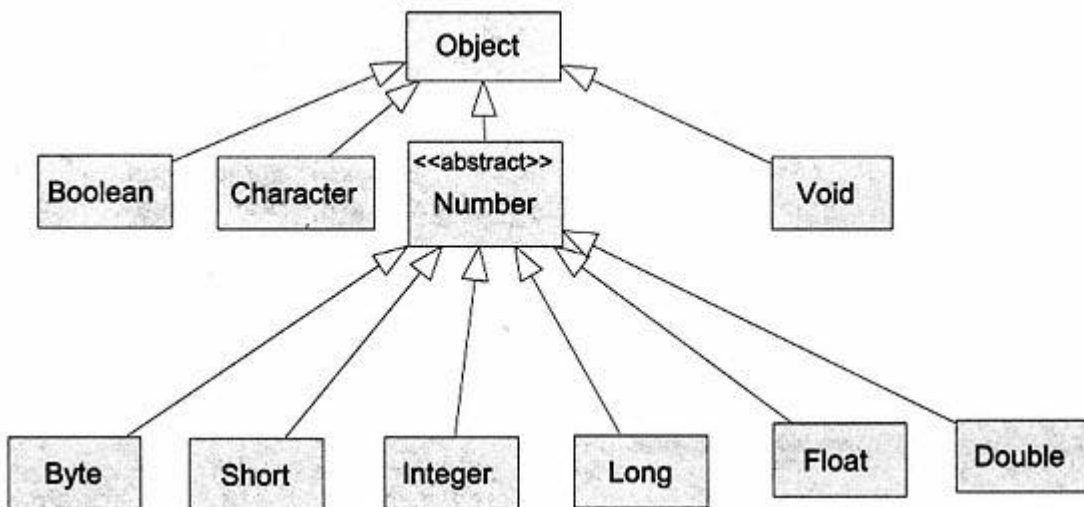 Object
Boolean
Character
<<abstract>>
Number
Void
Byte
Short
Integer
Long
Float
Double